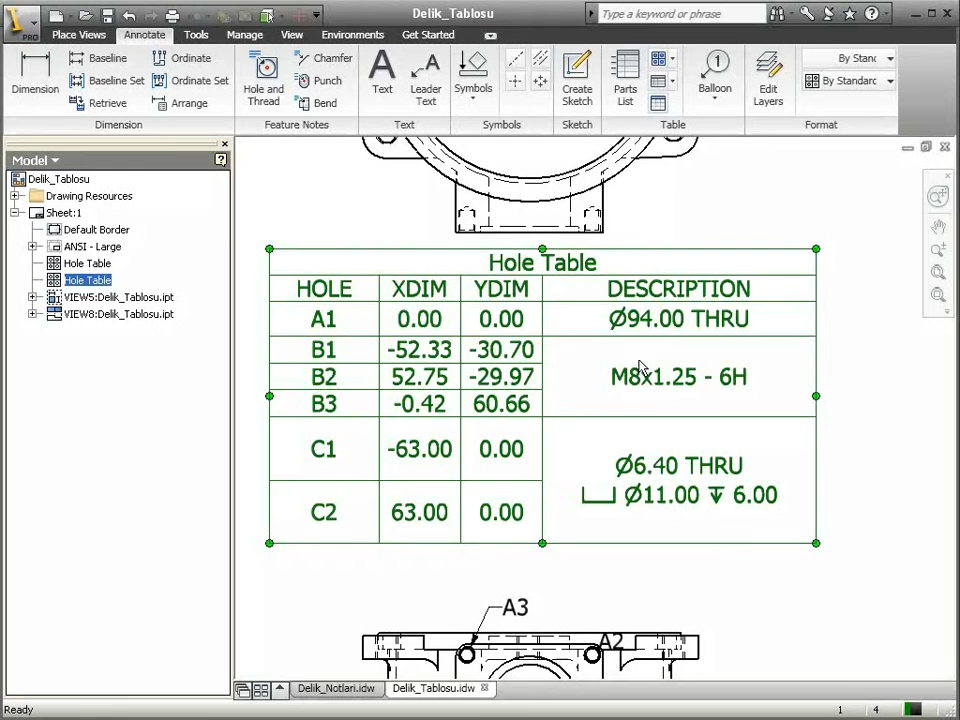 Delik_Tablosu
Type a keyword or phrase
PRO
Place Views
Annotate
Tools
Manage
View
Environments
Get Started
Dimension
Baseline
Baseline Set
Retrieve
Ordinate
Ordinate Set
Arrange
Dimension
Hole and
Thread
Chamfer
Punch
Bend
Feature Notes
Text
Leader
Text
Text
Symbols
Symbols
Create
Sketch
Sketch
Parts
List
Balloon
1
Table
Edit
Layers
By Stanc
By Standarc
Format
Model
Delik_Tablosu
Drawing Resources
Sheet:1
Default Border
ANSI - Large
Hole Table
Hole Table
VIEW5:Delik_Tablosu.ipt
VIEW8:Delik_Tablosu.ipt
Hole Table
HOLE XDIM YDIM DESCRIPTION
A1 0.00 0.00 Ø94.00 THRU
B1 -52.33 -30.70
B2 52.75 -29.97 M8x1.25 - 6H
B3 -0.42 60.66
C1 -63.00 0.00
Ø6.40 THRU
⌴ Ø11.00 ↧ 6.00
C2 63.00 0.00
A3
A2
Delik_Notlari.idw
Delik_Tablosu.idw
Ready
1
4